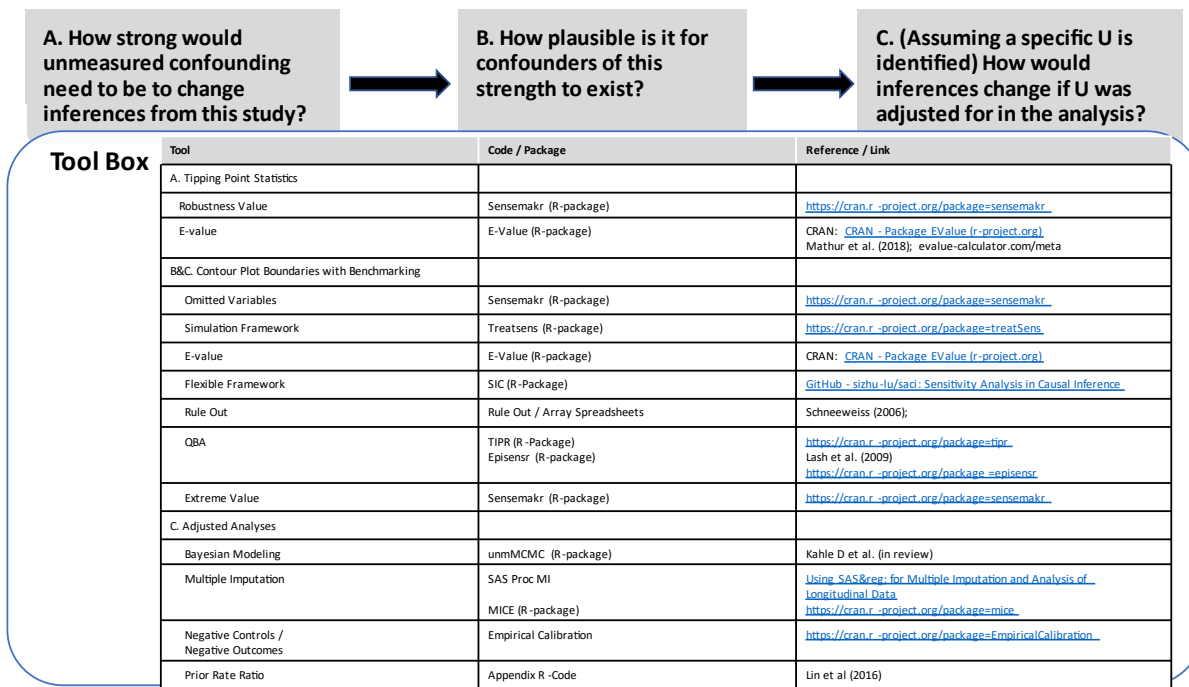 A. How strong would
unmeasured confounding
need to be to change
inferences from this study?
B. How plausible is it for
confounders of this
strength to exist?
C. (Assuming a specific U is
identified) How would
inferences change if U was
adjusted for in the analysis?
Tool Box
Tool Code / Package Reference / Link
A. Tipping Point Statistics
Robustness Value Sensemakr (R-package) https://cran.r -project.org/package=sensemakr
E-value E-Value (R-package) CRAN: CRAN - Package EValue (r-project.org)
Mathur et al. (2018); evalue-calculator.com/meta
B&C. Contour Plot Boundaries with Benchmarking
Omitted Variables Sensemakr (R-package) https://cran.r -project.org/package=sensemakr
Simulation Framework Treatsens (R-package) https://cran.r -project.org/package=treatSens
E-value E-Value (R-package) CRAN: CRAN - Package EValue (r-project.org)
Flexible Framework SIC (R-Package) GitHub - sizhu-lu/saci: Sensitivity Analysis in Causal Inference
Rule Out Rule Out / Array Spreadsheets Schneeweiss (2006);
QBA TIPR (R-Package) https://cran.r -project.org/package=tipr
Episensr (R-package) Lash et al. (2009)
https://cran.r -project.org/package =episensr
Extreme Value Sensemakr (R-package) https://cran.r -project.org/package=sensemakr
C. Adjusted Analyses
Bayesian Modeling unmMCMC (R-package) Kahle D et al. (in review)
Multiple Imputation SAS Proc MI Using SAS&reg; for Multiple Imputation and Analysis of
Longitudinal Data
MICE (R-package) https://cran.r -project.org/package=mice
Negative Controls / Empirical Calibration https://cran.r -project.org/package=EmpiricalCalibration
Negative Outcomes
Prior Rate Ratio Appendix R -Code Lin et al (2016)